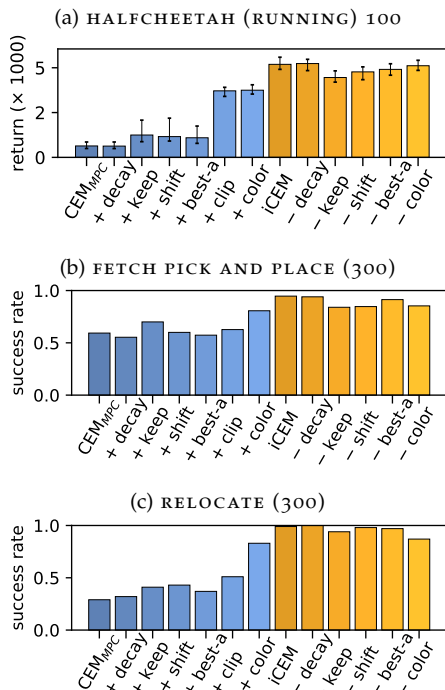 (a) HALFCHEETAH (RUNNING) 100
return (× 1000)
5
2
0
CEM_MPC
+ decay
+ keep
+ shift
+ best-a
+ clip
+ color
iCEM
− decay
− keep
− shift
− best-a
− color
(b) FETCH PICK AND PLACE (300)
success rate
1.0
0.5
0.0
CEM_MPC
+ decay
+ keep
+ shift
+ best-a
+ clip
+ color
iCEM
− decay
− keep
− shift
− best-a
− color
(c) RELOCATE (300)
success rate
1.0
0.5
0.0
CEM_MPC
+ decay
+ keep
+ shift
+ best-a
+ clip
+ color
iCEM
− decay
keep
− shift
− best-a
− color